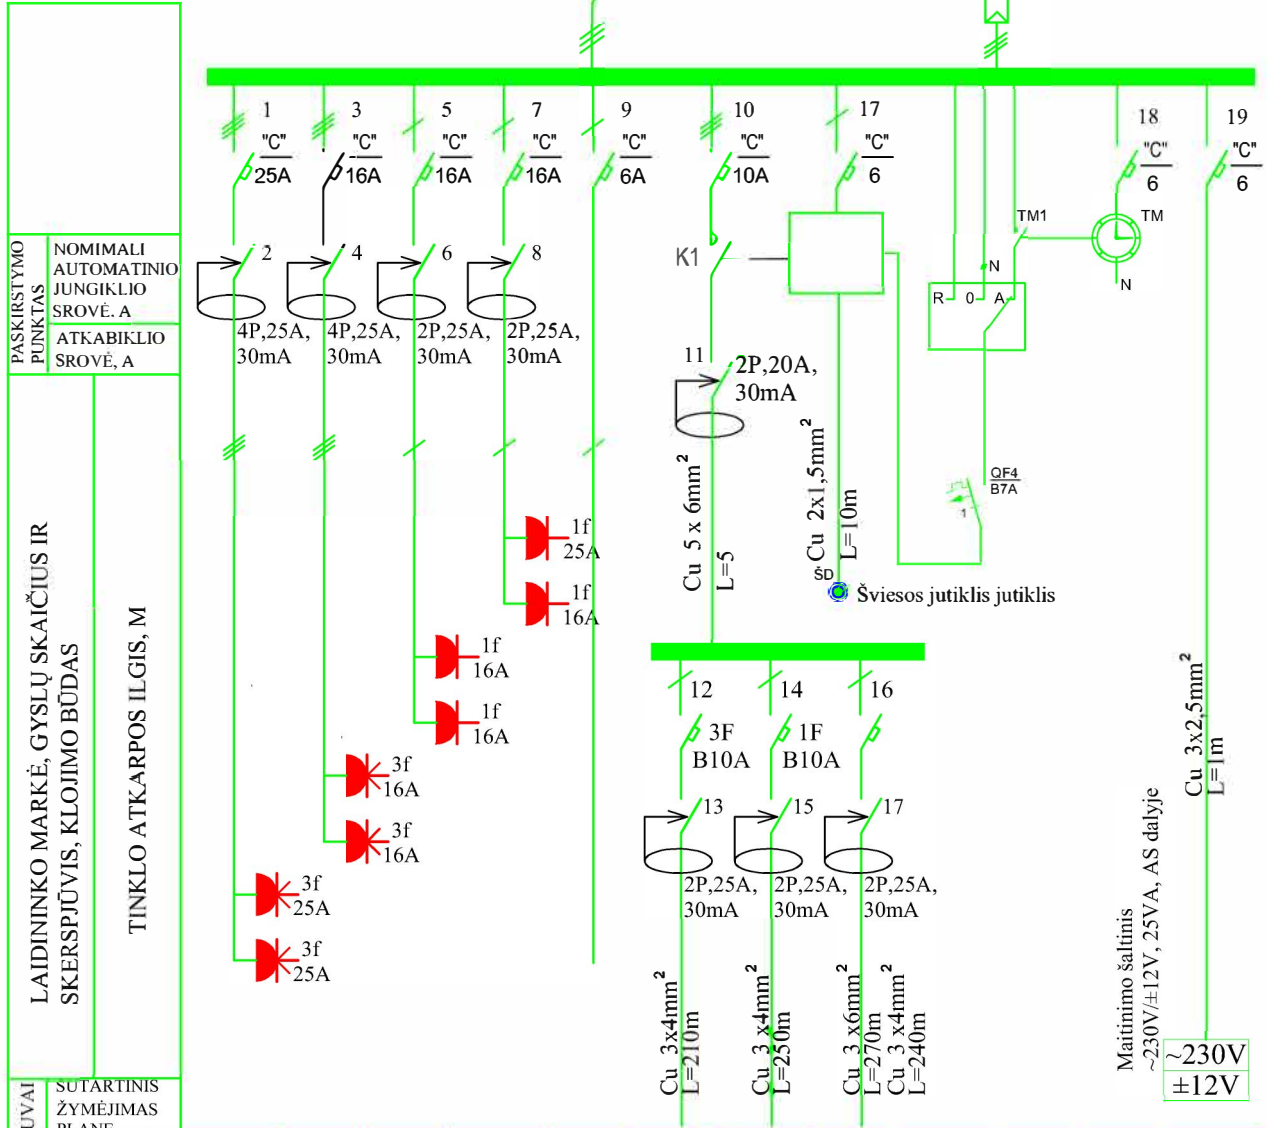 1
3
5
7
9
10
17
18
19
"C"
25A
"C"
16A
"C"
16A
"C"
16A
"C"
6A
"C"
10A
"C"
6
"C"
6
"C"
6
PASKIRSTYMO
PUNKTAS
NOMIMALI
AUTOMATINIO
JUNGIKLIO
SROVĖ. A
ATKABIKLIO
SROVĖ, A
2
4
6
8
4P,25A,
30mA
4P,25A,
30mA
2P,25A,
30mA
2P,25A,
30mA
K1
TM1
TM
N
N
R
0
A
11
2P,20A,
30mA
QF4
B7A
1
Cu 5 x 6mm²
L=5
Cu 2x1,5mm²
L=10m
ŠD
Šviesos jutiklis jutiklis
LAIDININKO MARKĖ, GYSLŲ SKAIČIUS IR
SKERSPJŪVIS, KLOJIMO BŪDAS
TINKLO ATKARPOS ILGIS, M
1f
25A
1f
16A
1f
16A
1f
16A
3f
16A
3f
16A
3f
25A
3f
25A
12
14
16
3F
B10A
1F
B10A
13
15
17
2P,25A,
30mA
2P,25A,
30mA
2P,25A,
30mA
Cu 3x4mm²
L=210m
Cu 3 x4mm²
L=250m
Cu 3 x6mm²
L=270m
Cu 3 x4mm²
L=240m
Cu 3x2,5mm²
L=1m
Maitinimo šaltinis
~230V/±12V, 25VA, AS dalyje
~230V
±12V
SUTARTINIS
ŽYMĖJIMAS